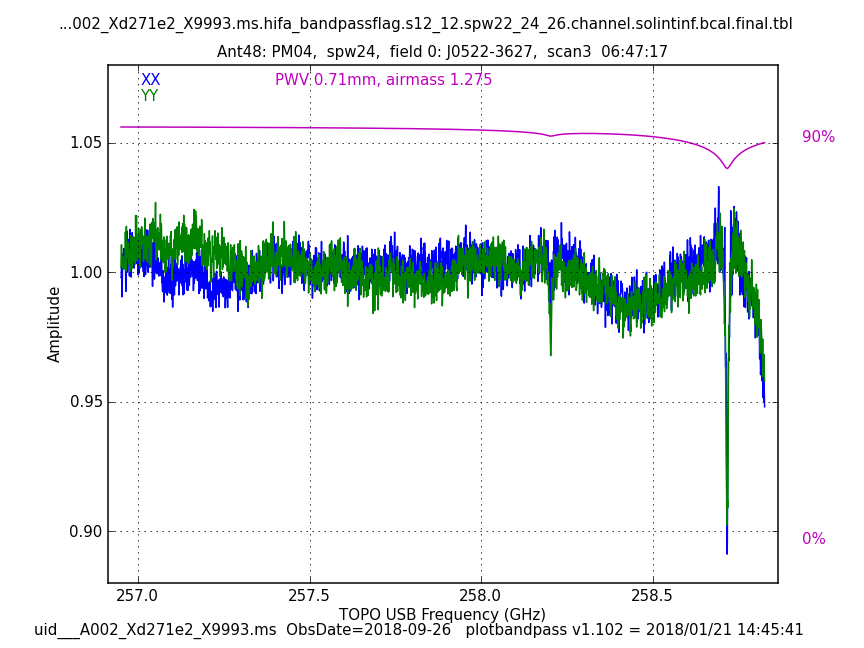 ...002_Xd271e2_X9993.ms.hifa_bandpassflag.s12_12.spw22_24_26.channel.solintinf.bcal.final.tbl
Ant48: PM04, spw24, field 0: J0522-3627, scan3 06:47:17
XX
YY
PWV 0.71mm, airmass 1.275
90%
1.05
1.00
0.95
0.90
0%
Amplitude
257.0 257.5 258.0 258.5
TOPO USB Frequency (GHz)
uid___A002_Xd271e2_X9993.ms ObsDate=2018-09-26 plotbandpass v1.102 = 2018/01/21 14:45:41